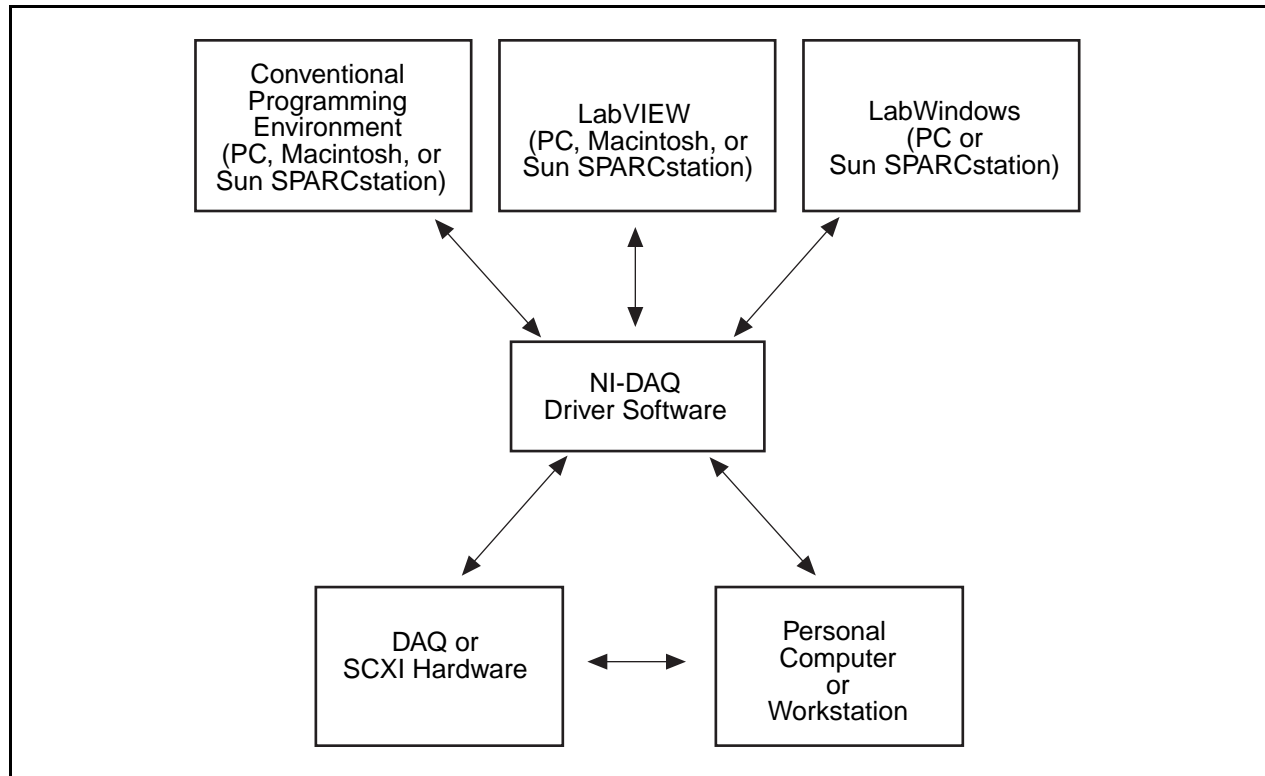 Conventional
Programming
Environment
(PC, Macintosh, or
Sun SPARCstation)
LabVIEW
(PC, Macintosh, or
Sun SPARCstation)
LabWindows
(PC or
Sun SPARCstation)
NI-DAQ
Driver Software
DAQ or
SCXI Hardware
Personal
Computer
or
Workstation